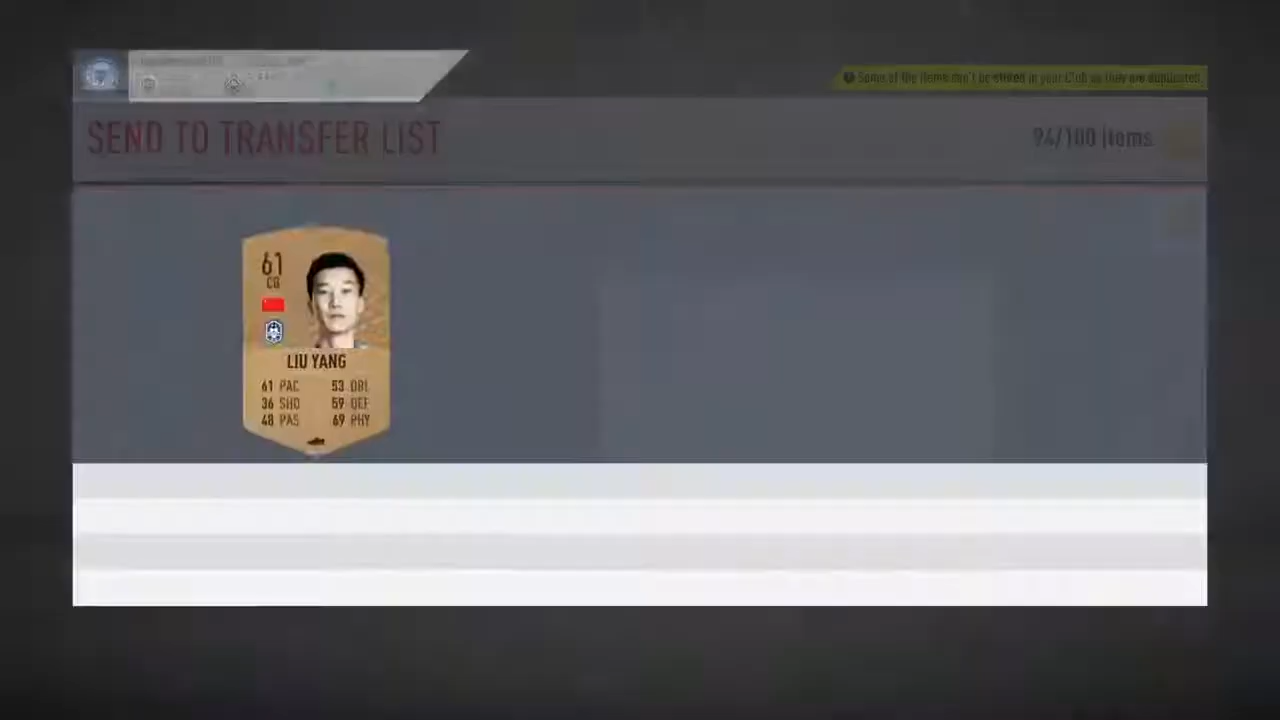 Some of the items can't be stored in your Club as they are duplicated.
SEND TO TRANSFER LIST
94/100 Items
61
CB
LIU YANG
61 PAC 53 DRI
36 SHO 59 DEF
48 PAS 69 PHY